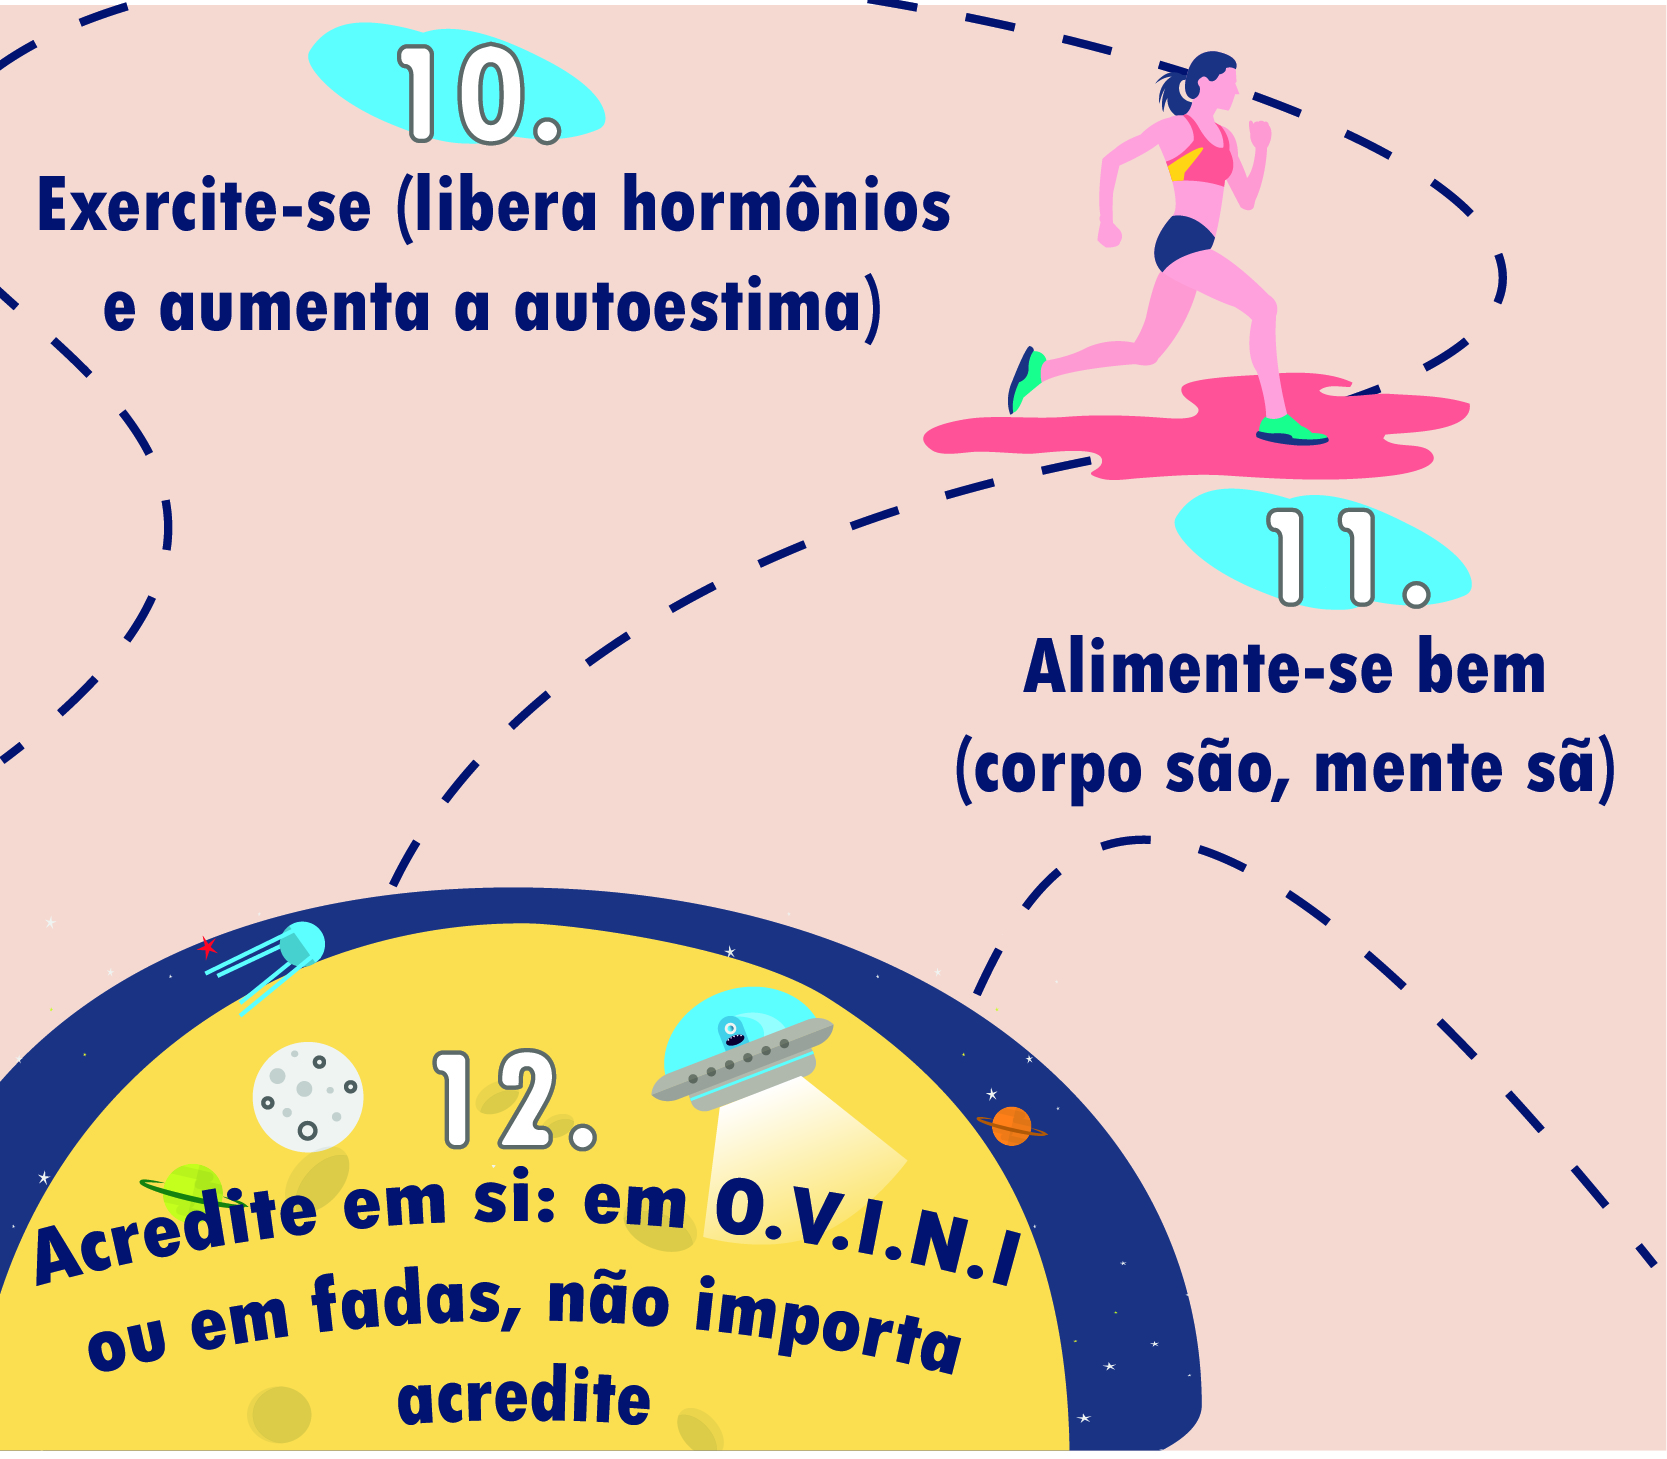 10.
Exercite-se (libera hormônios
e aumenta a autoestima)
11.
Alimente-se bem
(corpo são, mente sã)
12.
Acredite em si: em O.V.I.N.I
ou em fadas, não importa
acredite